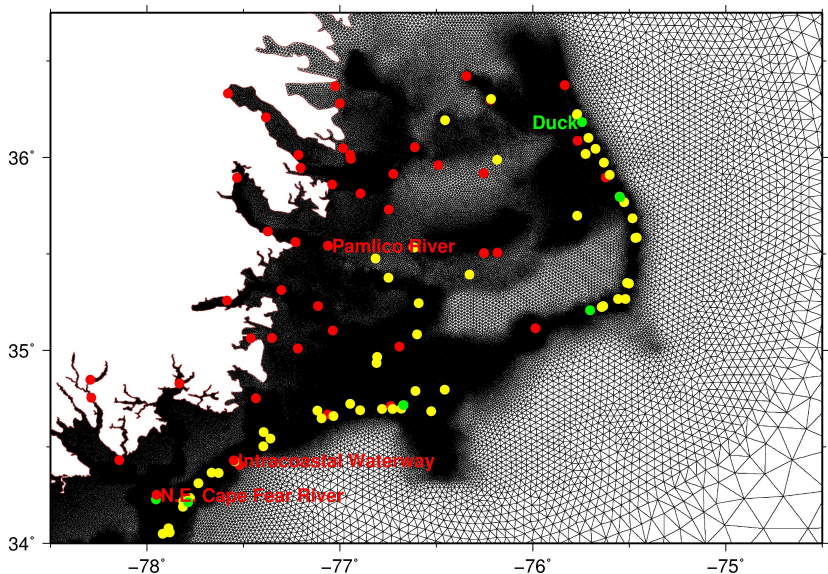 Duck
36°
Pamlico River
35°
Intracoastal Waterway
N.E. Cape Fear River
34°
−78° −77° −76° −75°